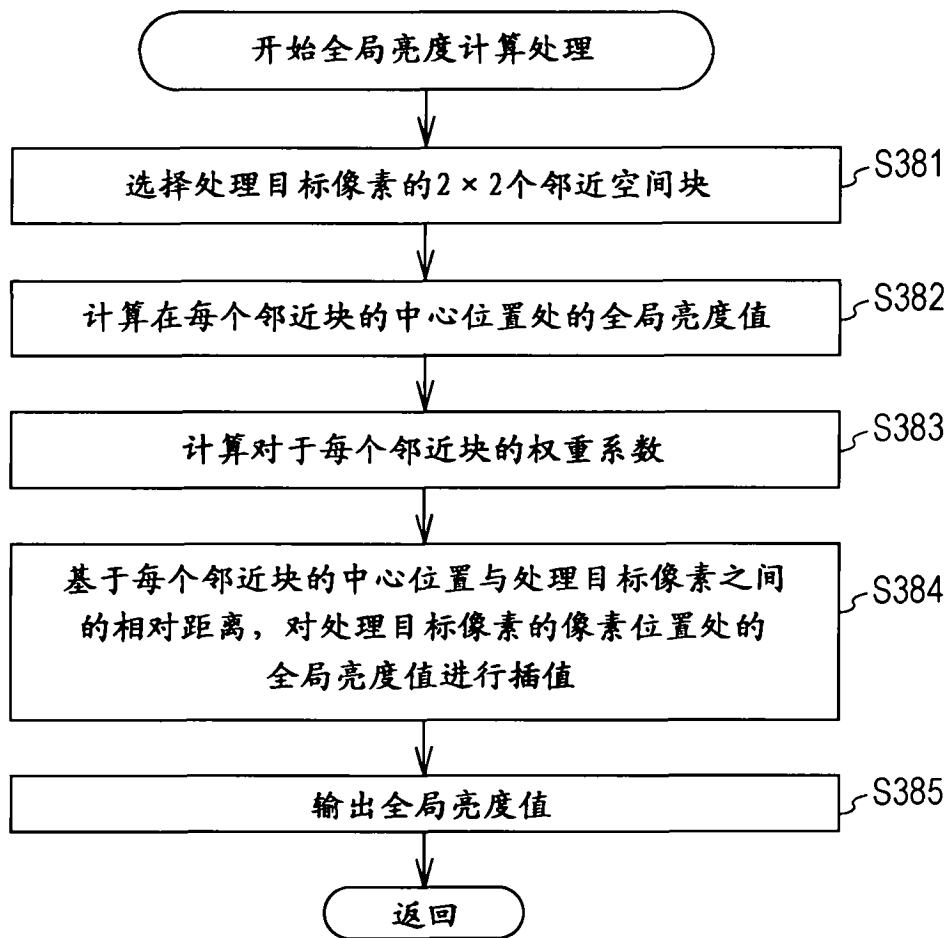 开始全局亮度计算处理
选择处理目标像素的2×2个邻近空间块
S381
计算在每个邻近块的中心位置处的全局亮度值
S382
计算对于每个邻近块的权重系数
S383
基于每个邻近块的中心位置与处理目标像素之间
的相对距离，对处理目标像素的像素位置处的
全局亮度值进行插值
S384
输出全局亮度值
S385
返回